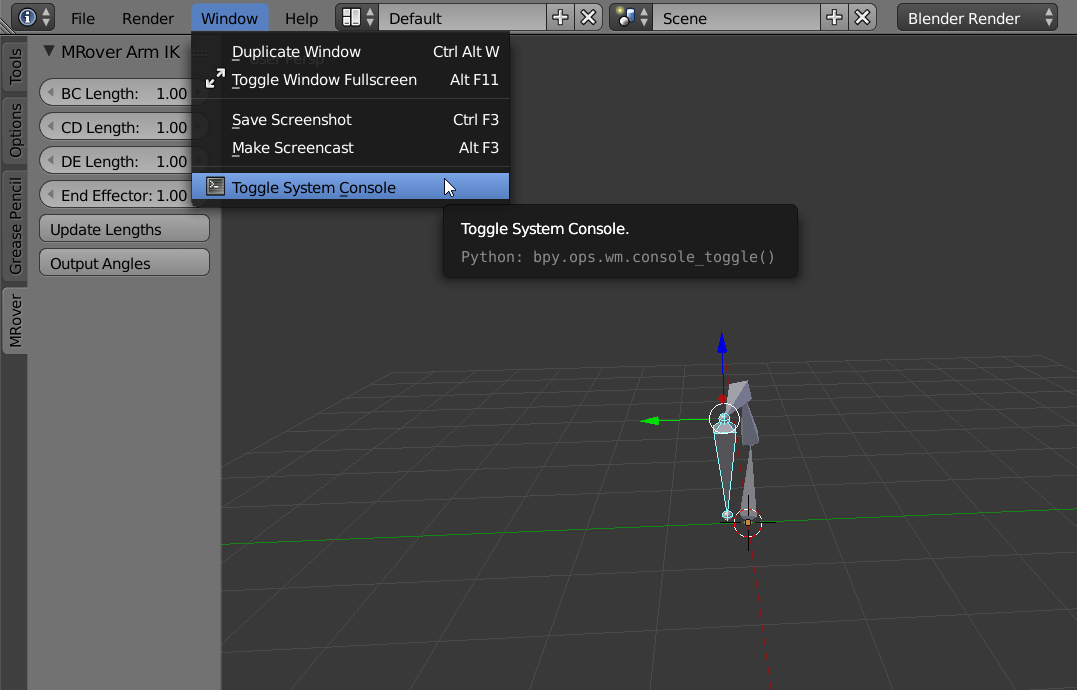 File Render Window Help Default Scene Blender Render
Tools
Options
Grease Pencil
MRover
MRover Arm IK
BC Length: 1.00
CD Length: 1.00
DE Length: 1.00
End Effector: 1.00
Update Lengths
Output Angles
Duplicate Window Ctrl Alt W
User Persp
Toggle Window Fullscreen Alt F11
Save Screenshot Ctrl F3
Make Screencast Alt F3
Toggle System Console
Toggle System Console.
Python: bpy.ops.wm.console_toggle()